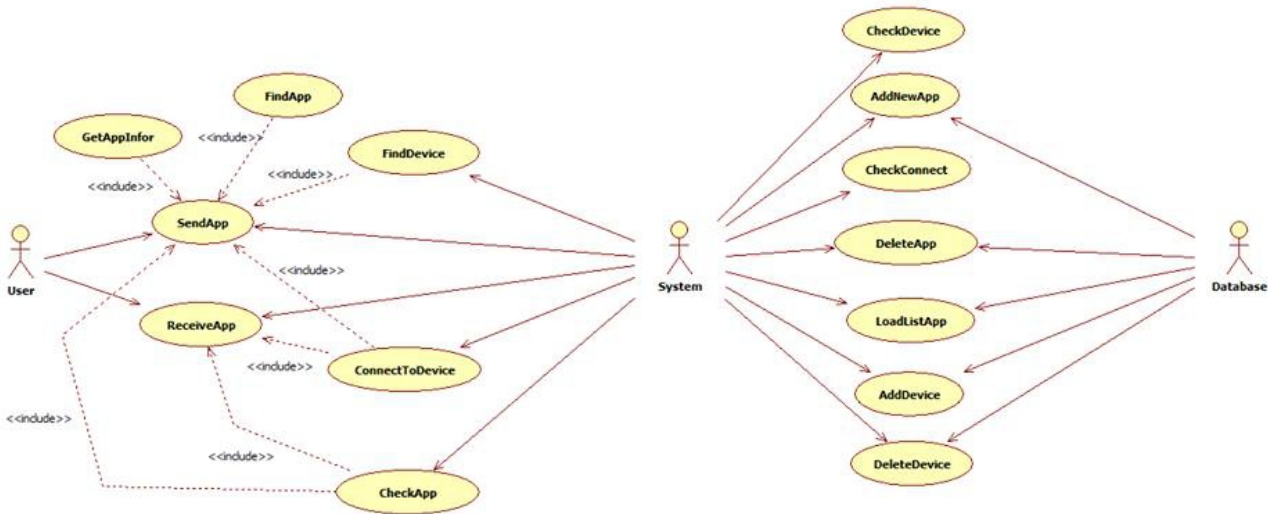 CheckDevice
FindApp
AddNewApp
GetAppInfor
<<include>>
FindDevice
<<include>>
<<include>>
CheckConnect
SendApp
DeleteApp
<<include>>
User
System
Database
ReceiveApp
LoadListApp
<<include>>
ConnectToDevice
AddDevice
<<include>>
<<include>>
DeleteDevice
CheckApp